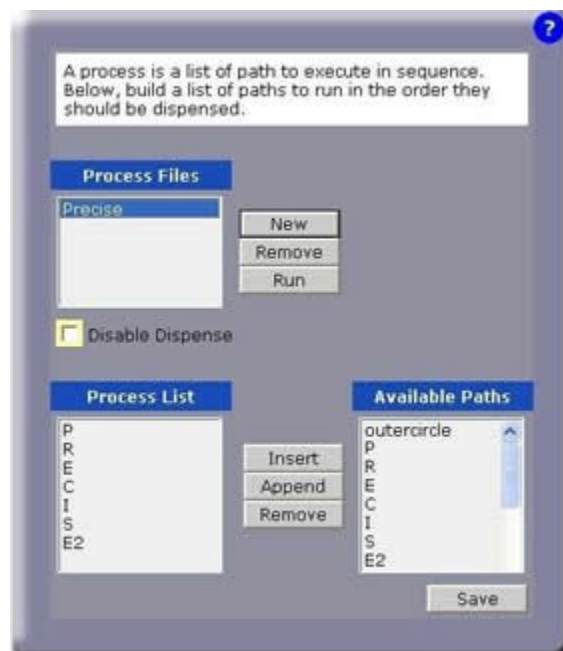 ?
A process is a list of path to execute in sequence.
Below, build a list of paths to run in the order they
should be dispensed.
Process Files
Precise
New
Remove
Run
Disable Dispense
Process List
P
R
E
C
I
S
E2
Insert
Append
Remove
Available Paths
outercircle
P
R
E
C
I
S
E2
Save